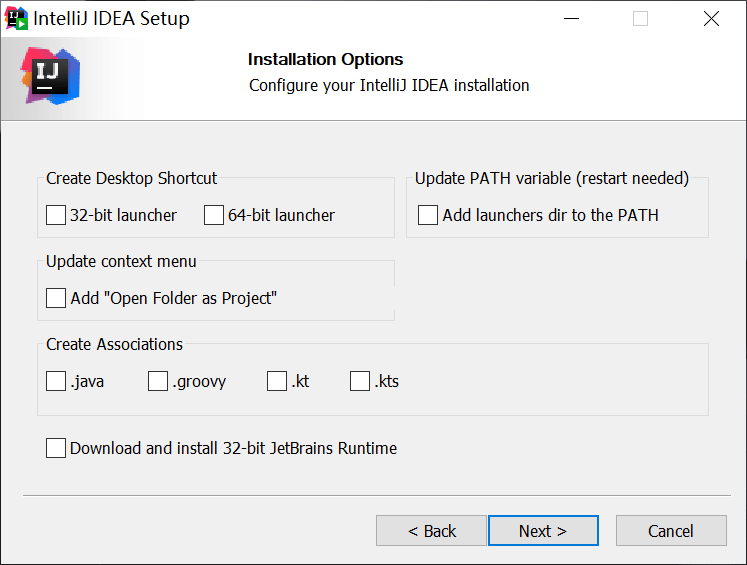 IntelliJ IDEA Setup
IJ
Installation Options
Configure your IntelliJ IDEA installation
Create Desktop Shortcut
32-bit launcher
64-bit launcher
Update PATH variable (restart needed)
Add launchers dir to the PATH
Update context menu
Add "Open Folder as Project"
Create Associations
.java
.groovy
.kt
.kts
Download and install 32-bit JetBrains Runtime
< Back
Next >
Cancel